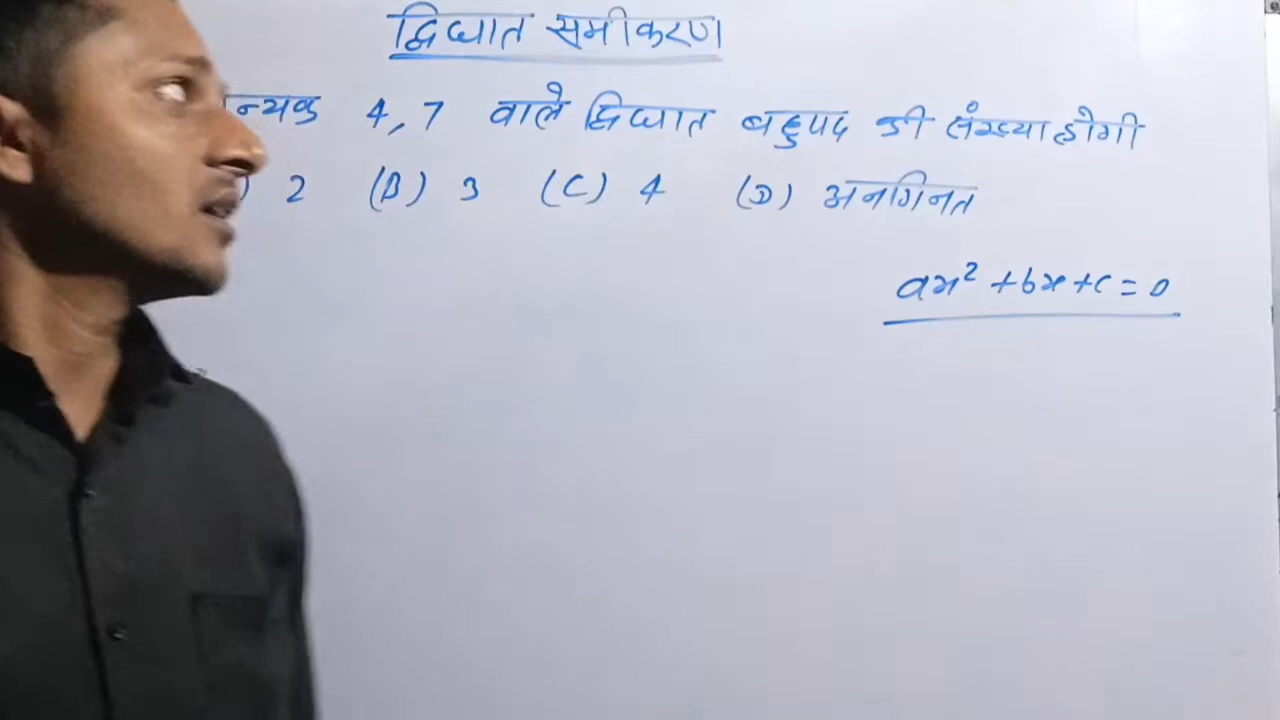 द्विघात समीकरण
न्यक 4, 7 वाले द्विघात बहुपद की संख्या होगी
) 2 (B) 3 (C) 4 (D) अनगिनत
ax² + bx + c = 0